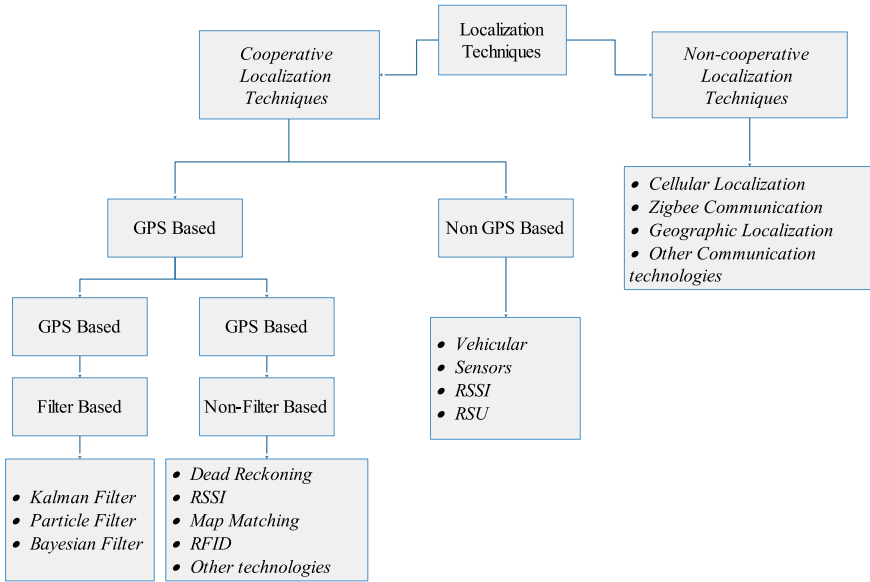 Localization
Techniques
Cooperative
Localization
Techniques
Non-cooperative
Localization
Techniques
● Cellular Localization
● Zigbee Communication
● Geographic Localization
● Other Communication
technologies
GPS Based
Non GPS Based
GPS Based
GPS Based
● Vehicular
● Sensors
● RSSI
● RSU
Filter Based
Non-Filter Based
● Kalman Filter
● Particle Filter
● Bayesian Filter
● Dead Reckoning
● RSSI
● Map Matching
● RFID
● Other technologies